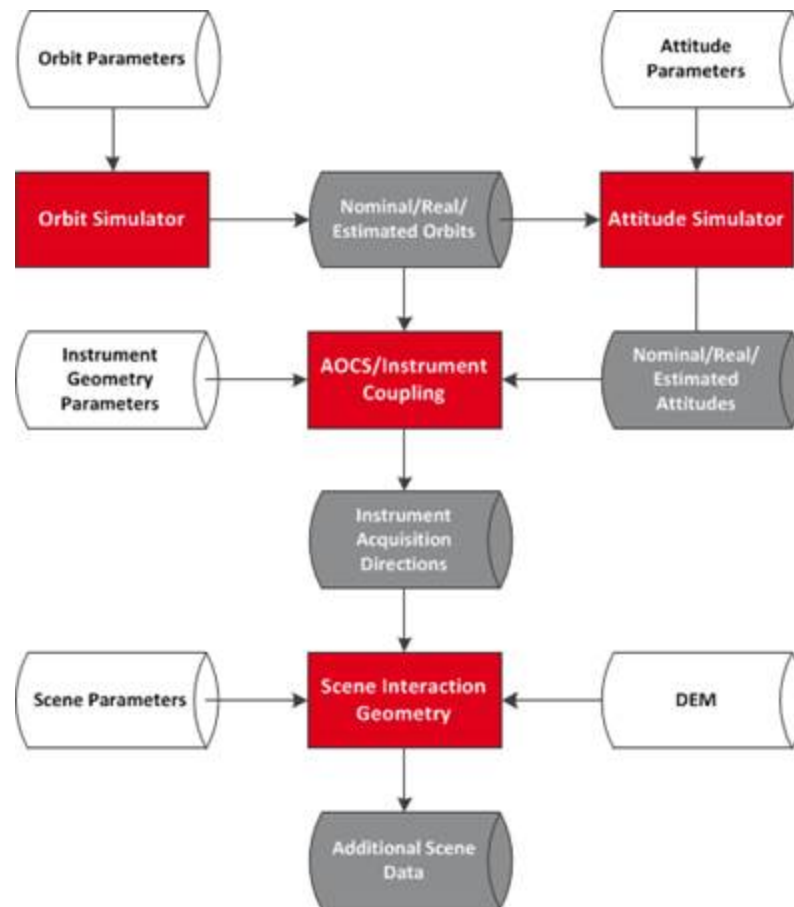 Orbit Parameters
Attitude
Parameters
Orbit Simulator
Nominal/Real/
Estimated Orbits
Attitude Simulator
Instrument
Geometry
Parameters
AOCS/Instrument
Coupling
Nominal/Real/
Estimated
Attitudes
Instrument
Acquisition
Directions
Scene Parameters
Scene Interaction
Geometry
DEM
Additional Scene
Data